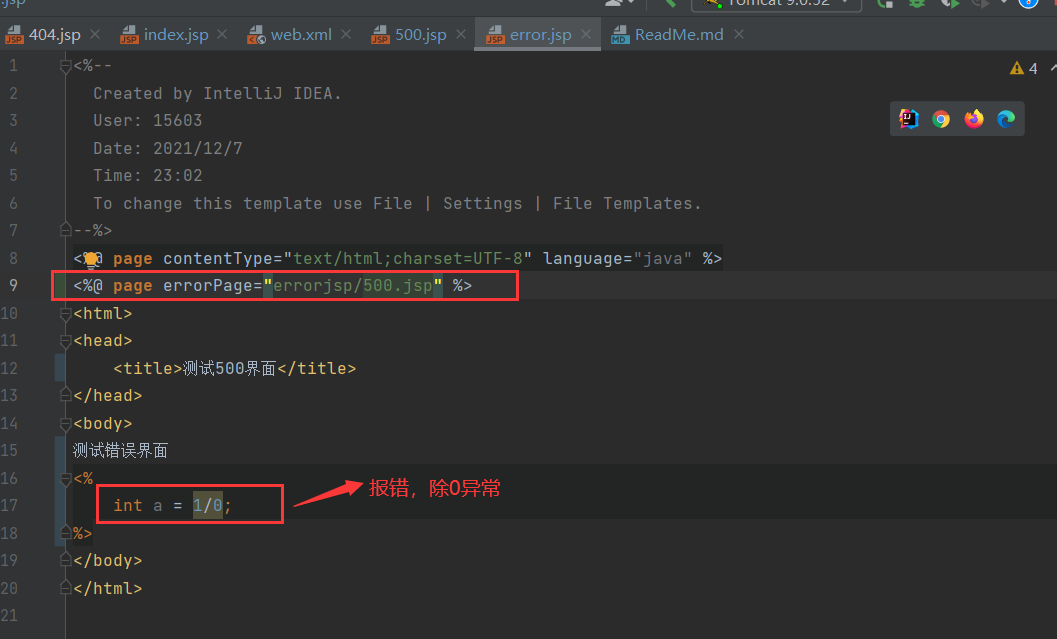 .jsp
Tomcat 9.0.52
404.jsp index.jsp web.xml 500.jsp error.jsp ReadMe.md
1 <%--
4
2 Created by IntelliJ IDEA.
3 User: 15603
4 Date: 2021/12/7
5 Time: 23:02
6 To change this template use File | Settings | File Templates.
7 --%>
8 <%@ page contentType="text/html;charset=UTF-8" language="java" %>
9 <%@ page errorPage="errorjsp/500.jsp" %>
10 <html>
11 <head>
12 <title>测试500界面</title>
13 </head>
14 <body>
15 测试错误界面
16 <%
报错，除0异常
17 int a = 1/0;
18 %>
19 </body>
20 </html>
21